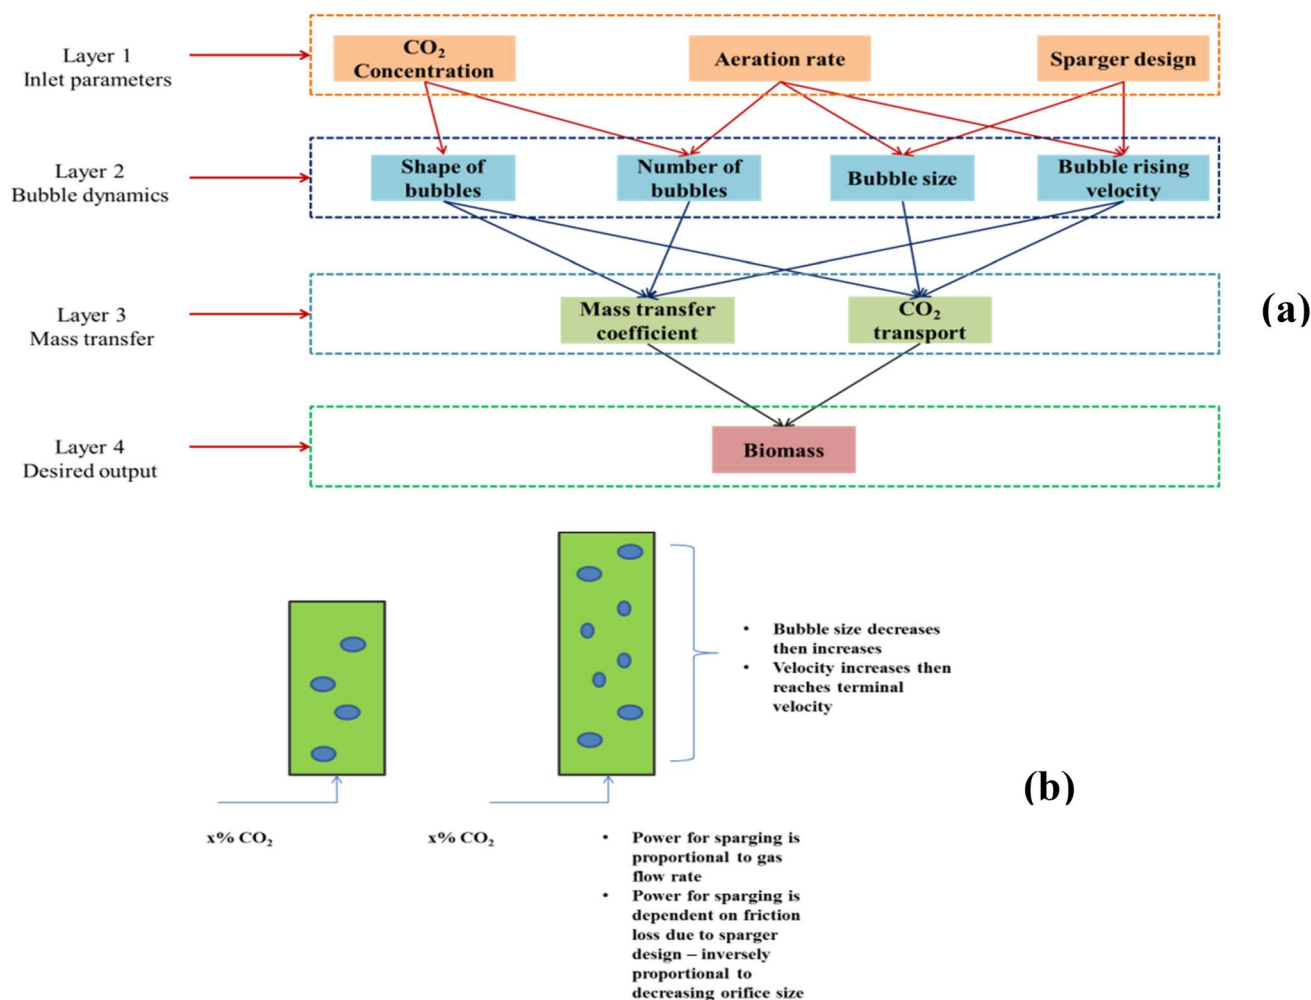 Layer 1
Inlet parameters
CO₂
Concentration
Aeration rate
Sparger design
Layer 2
Bubble dynamics
Shape of
bubbles
Number of
bubbles
Bubble size
Bubble rising
velocity
Layer 3
Mass transfer
Mass transfer
coefficient
CO₂
transport
(a)
Layer 4
Desired output
Biomass
• Bubble size decreases
then increases
• Velocity increases then
reaches terminal
velocity
(b)
x% CO₂
x% CO₂
• Power for sparging is
proportional to gas
flow rate
• Power for sparging is
dependent on friction
loss due to sparger
design – inversely
proportional to
decreasing orifice size